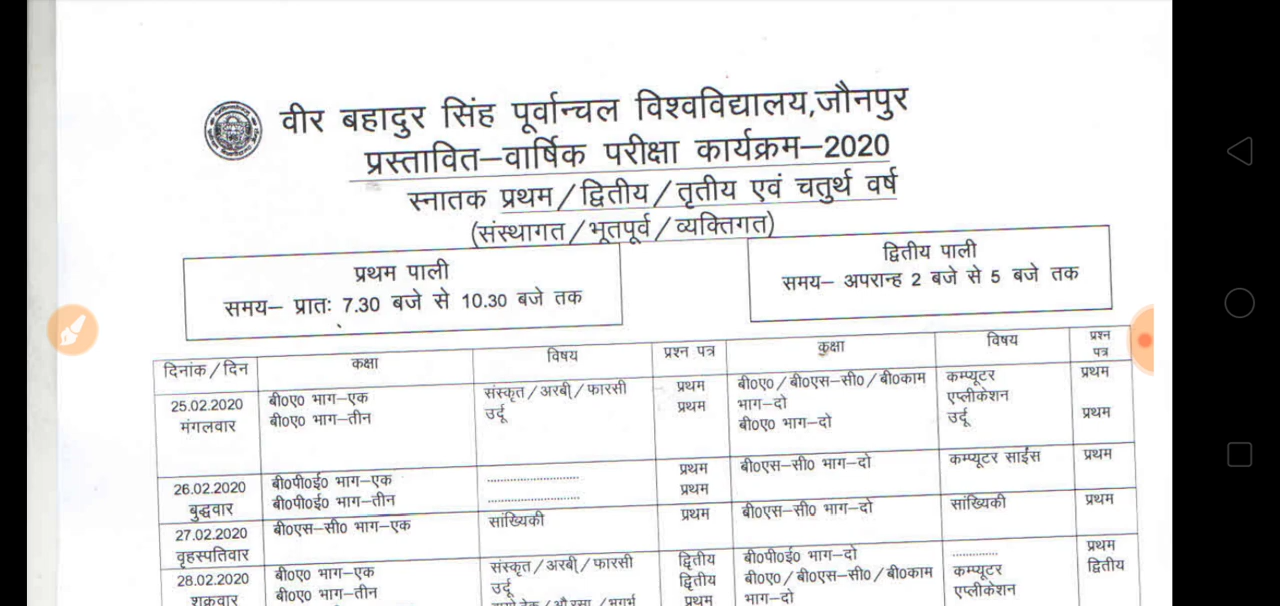 वीर बहादुर सिंह पूर्वान्चल विश्वविद्यालय,जौनपुर
प्रस्तावित–वार्षिक परीक्षा कार्यक्रम–2020
स्नातक प्रथम/द्वितीय/तृतीय एवं चतुर्थ वर्ष
(संस्थागत/भूतपूर्व/व्यक्तिगत)
प्रथम पाली
समय– प्रातः 7.30 बजे से 10.30 बजे तक
द्वितीय पाली
समय– अपरान्ह 2 बजे से 5 बजे तक
दिनांक/दिन कक्षा विषय प्रश्न पत्र कक्षा विषय प्रश्न
पत्र
25.02.2020 बी0ए0 भाग–एक संस्कृत/अरबी/फारसी प्रथम बी0ए0/बी0एस–सी0/बी0काम कम्प्यूटर प्रथम
मंगलवार बी0ए0 भाग–तीन उर्दू प्रथम भाग–दो एप्लीकेशन
बी0ए0 भाग–दो उर्दू प्रथम
26.02.2020 बी0पी0ई0 भाग–एक ............................ प्रथम बी0एस–सी0 भाग–दो कम्प्यूटर साईंस प्रथम
बुद्धवार बी0पी0ई0 भाग–तीन ............................ प्रथम
27.02.2020 बी0एस–सी0 भाग–एक सांख्यिकी प्रथम बी0एस–सी0 भाग–दो सांख्यिकी प्रथम
वृहस्पतिवार
28.02.2020 बी0ए0 भाग–एक संस्कृत/अरबी/फारसी द्वितीय बी0पी0ई0 भाग–दो .............. प्रथम
शुक्रवार बी0ए0 भाग–तीन उर्दू द्वितीय बी0ए0/बी0एस–सी0/बी0काम कम्प्यूटर द्वितीय
प्रथम भाग–दो एप्लीकेशन